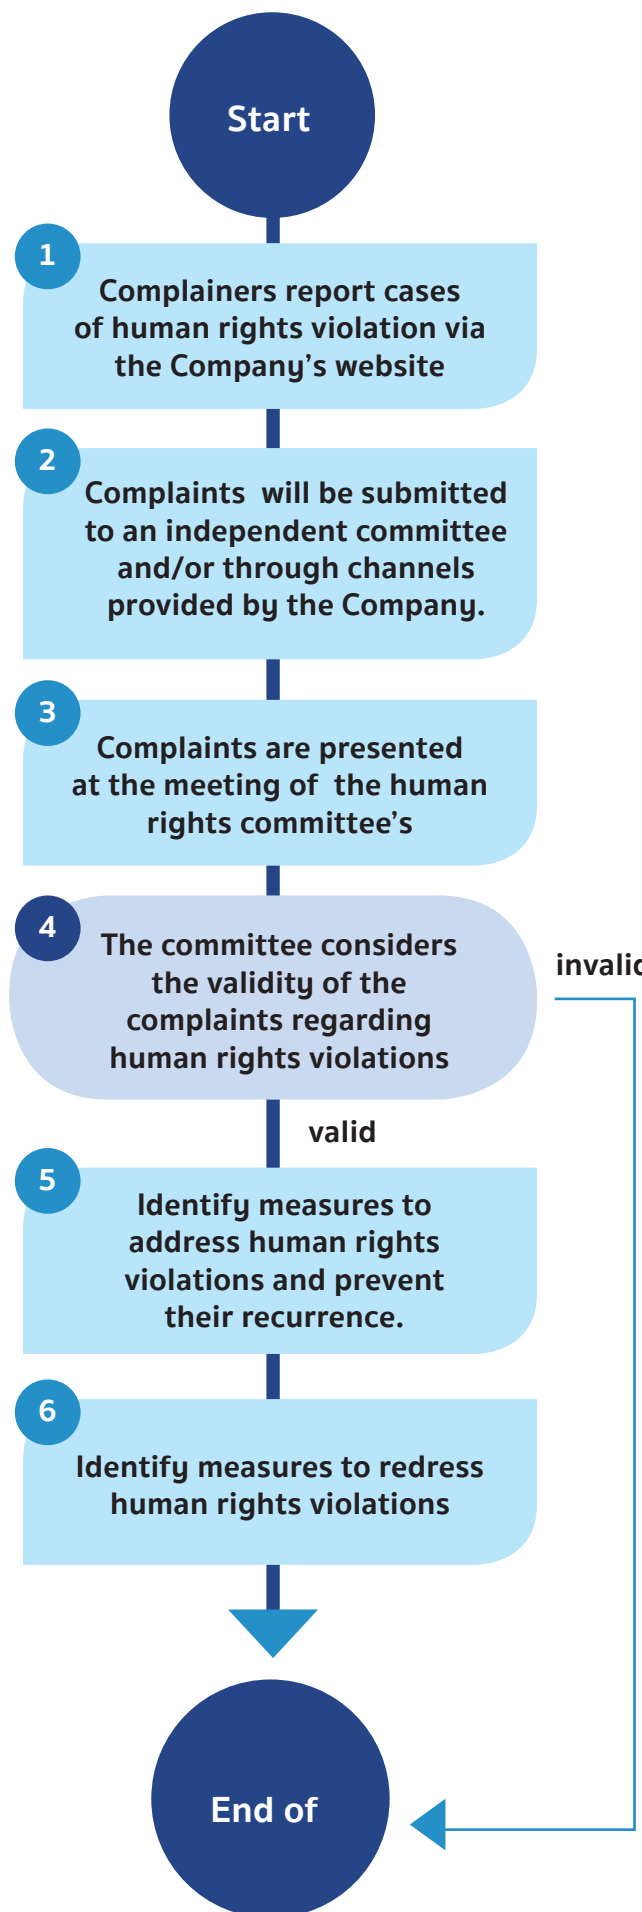 Start
1
Complainers report cases
of human rights violation via
the Company's website
2
Complaints will be submitted
to an independent committee
and/or through channels
provided by the Company.
3
Complaints are presented
at the meeting of the human
rights committee's
4
The committee considers
the validity of the
complaints regarding
human rights violations
invalid
valid
5
Identify measures to
address human rights
violations and prevent
their recurrence.
6
Identify measures to redress
human rights violations
End of